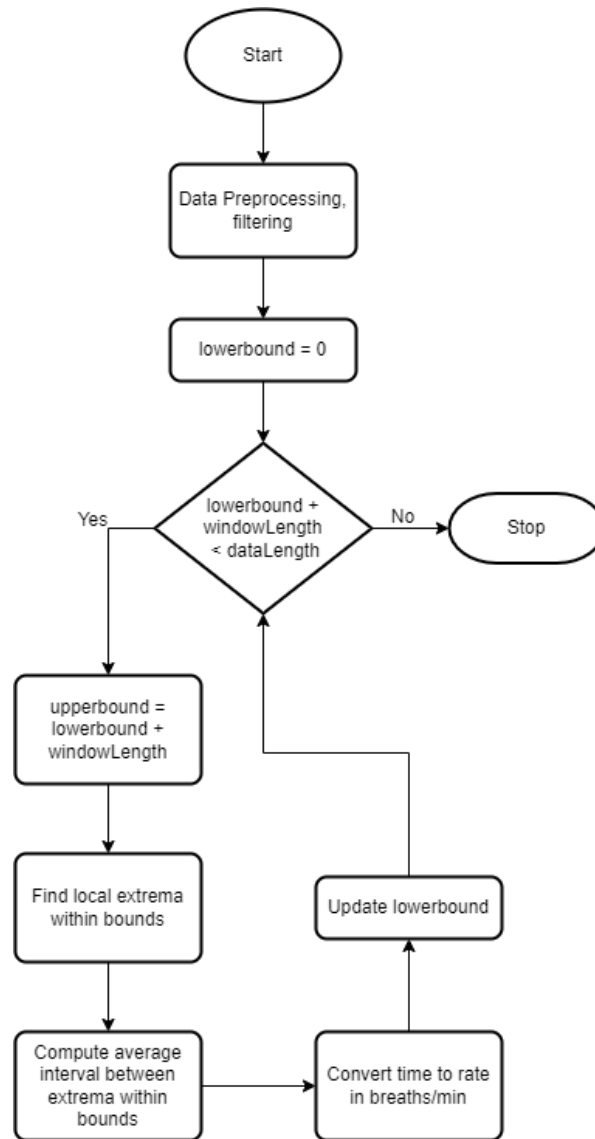 Start
Data Preprocessing,
filtering
lowerbound = 0
lowerbound +
windowLength
< dataLength
Yes
No
Stop
upperbound =
lowerbound +
windowLength
Find local extrema
within bounds
Compute average
interval between
extrema within
bounds
Convert time to rate
in breaths/min
Update lowerbound